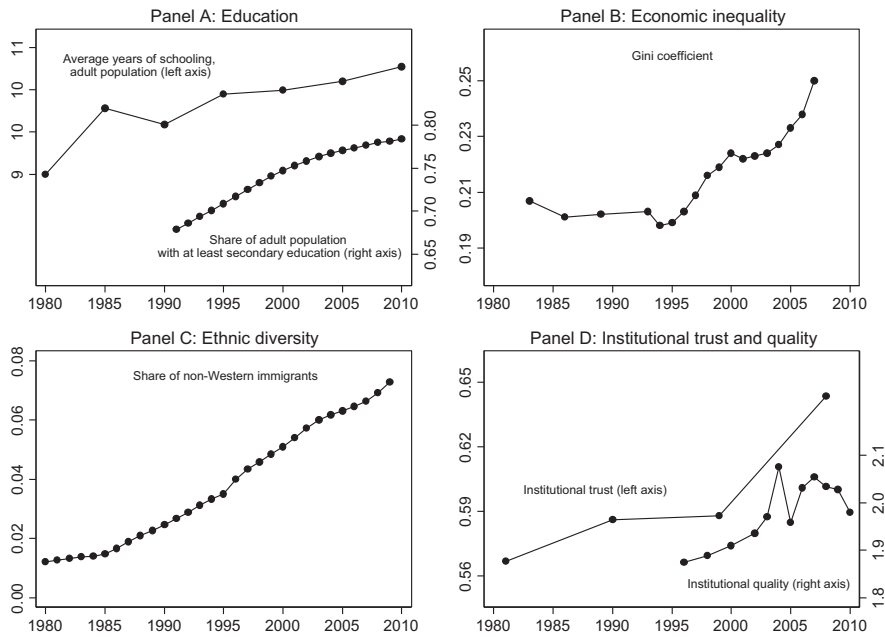 Panel A: Education
11
10
10
9
Average years of schooling,
adult population (left axis)
0.80
0.75
0.70
0.65
Share of adult population
with at least secondary education (right axis)
1980 1985 1990 1995 2000 2005 2010
Panel B: Economic inequality
0.25
0.23
0.21
0.19
Gini coefficient
1980 1985 1990 1995 2000 2005 2010
Panel C: Ethnic diversity
0.08
0.06
0.04
0.02
0.00
Share of non-Western immigrants
1980 1985 1990 1995 2000 2005 2010
Panel D: Institutional trust and quality
0.65
0.62
0.59
0.56
Institutional trust (left axis)
2.1
2.0
1.9
1.8
Institutional quality (right axis)
1980 1985 1990 1995 2000 2005 2010